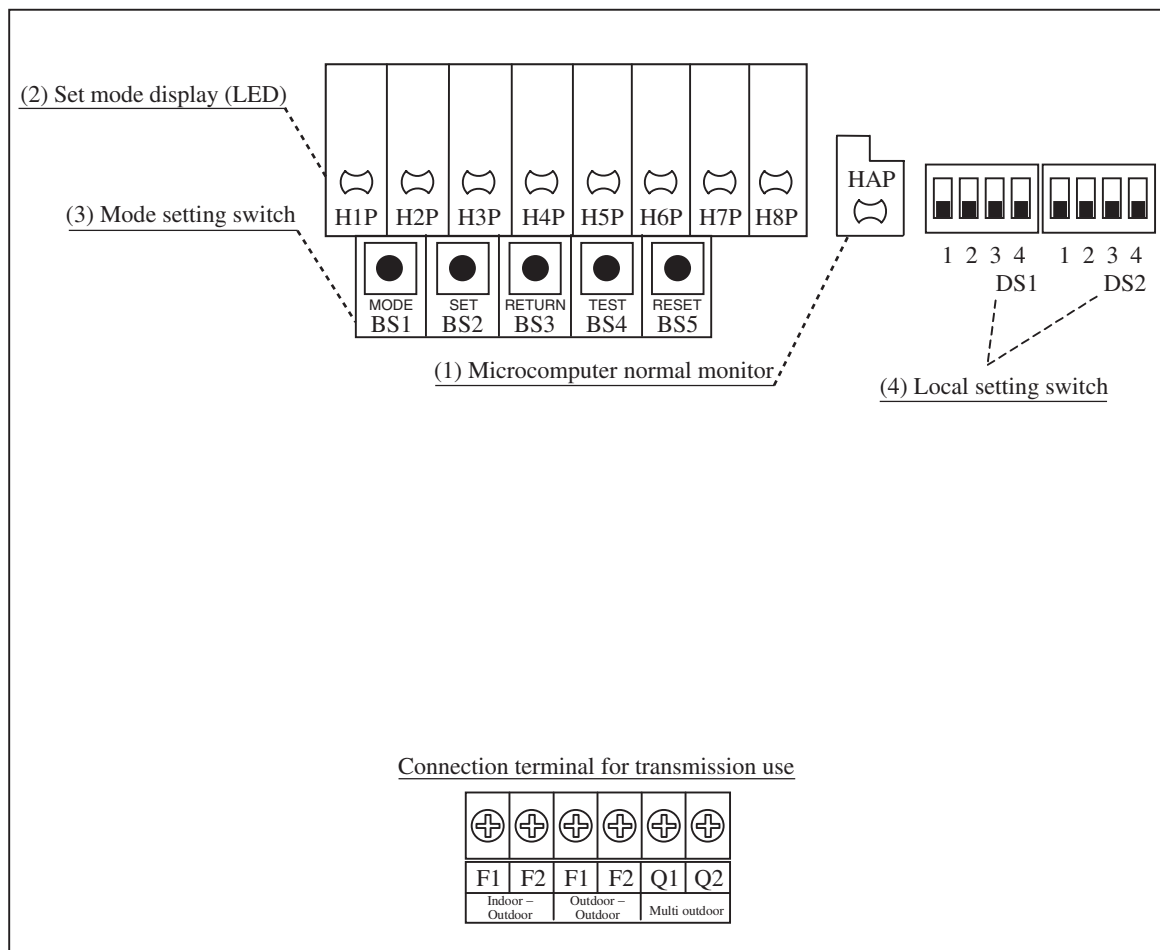 (2) Set mode display (LED)
H1P H2P H3P H4P H5P H6P H7P H8P
HAP
(3) Mode setting switch
MODE SET RETURN TEST RESET
BS1 BS2 BS3 BS4 BS5
1 2 3 4 1 2 3 4
DS1 DS2
(1) Microcomputer normal monitor
(4) Local setting switch
Connection terminal for transmission use
F1 F2 F1 F2 Q1 Q2
Indoor – Outdoor – Multi outdoor
Outdoor Outdoor